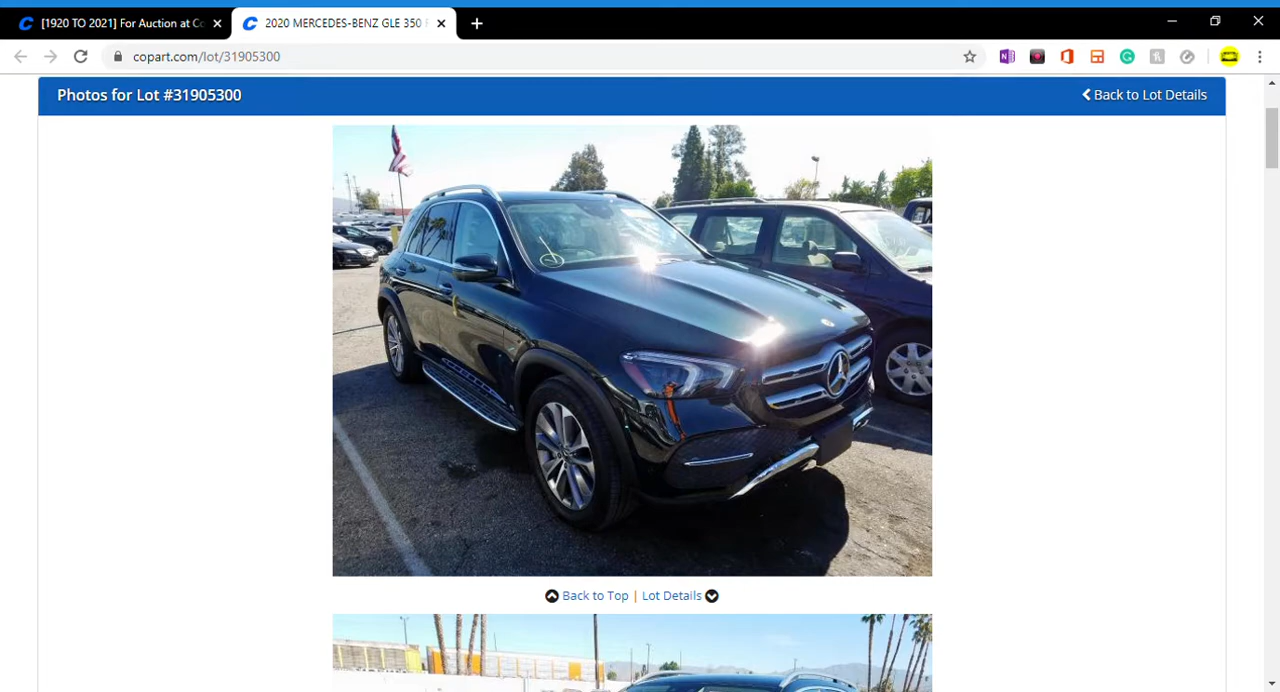 [1920 TO 2021] For Auction at Co
2020 MERCEDES-BENZ GLE 350
copart.com/lot/31905300
Photos for Lot #31905300
Back to Lot Details
Back to Top | Lot Details